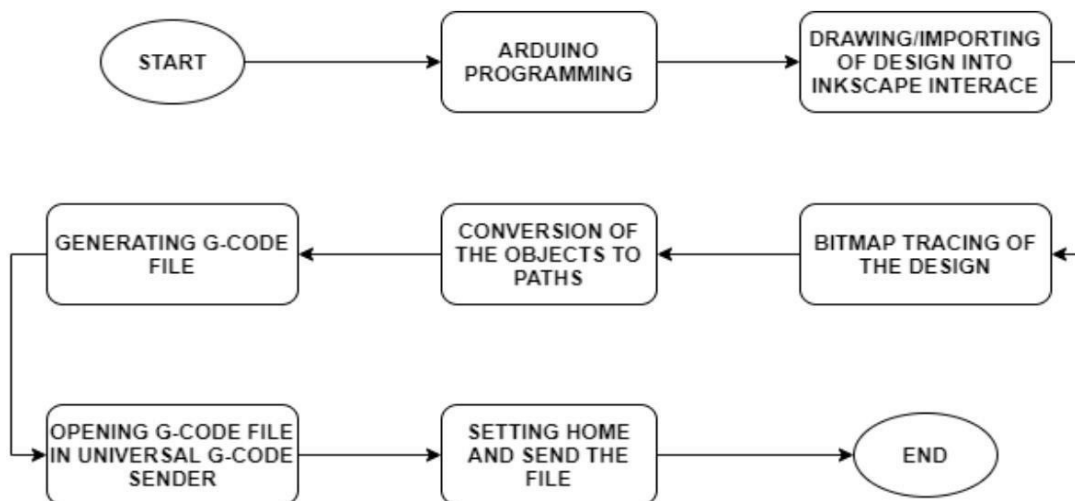 START
ARDUINO
PROGRAMMING
DRAWING/IMPORTING
OF DESIGN INTO
INKSCAPE INTERACE
BITMAP TRACING OF
THE DESIGN
CONVERSION OF
THE OBJECTS TO
PATHS
GENERATING G-CODE
FILE
OPENING G-CODE FILE
IN UNIVERSAL G-CODE
SENDER
SETTING HOME
AND SEND THE
FILE
END